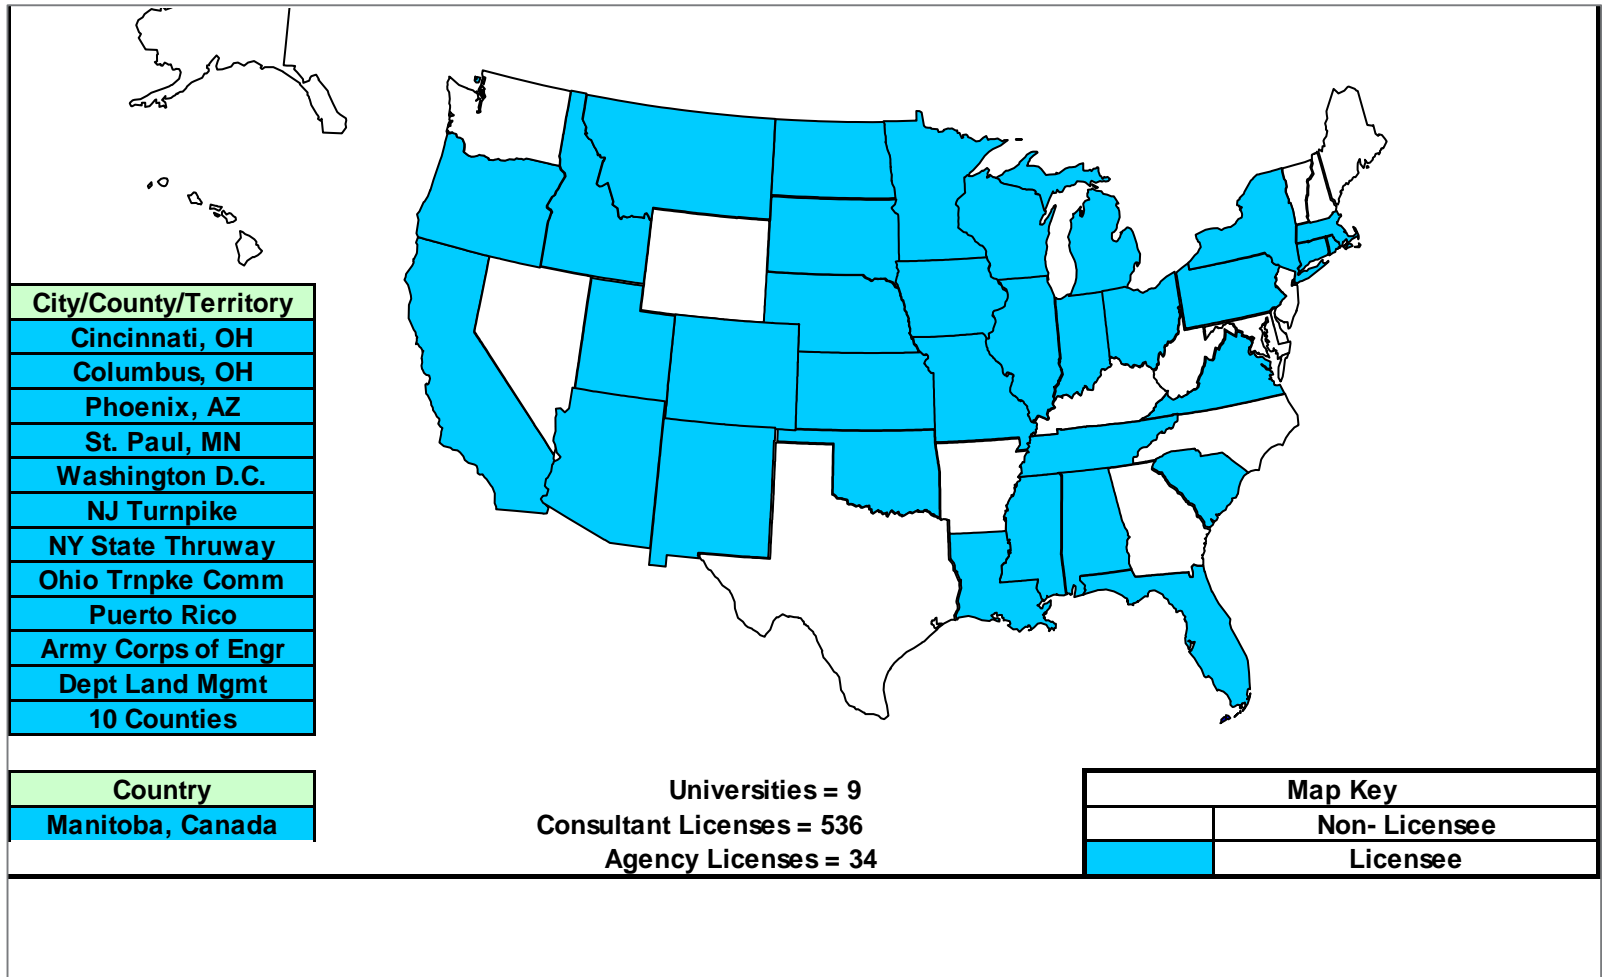 City/County/Territory
Cincinnati, OH
Columbus, OH
Phoenix, AZ
St. Paul, MN
Washington D.C.
NJ Turnpike
NY State Thruway
Ohio Trnpke Comm
Puerto Rico
Army Corps of Engr
Dept Land Mgmt
10 Counties
Country
Manitoba, Canada
Universities = 9
Consultant Licenses = 536
Agency Licenses = 34
Map Key
Non- Licensee
Licensee